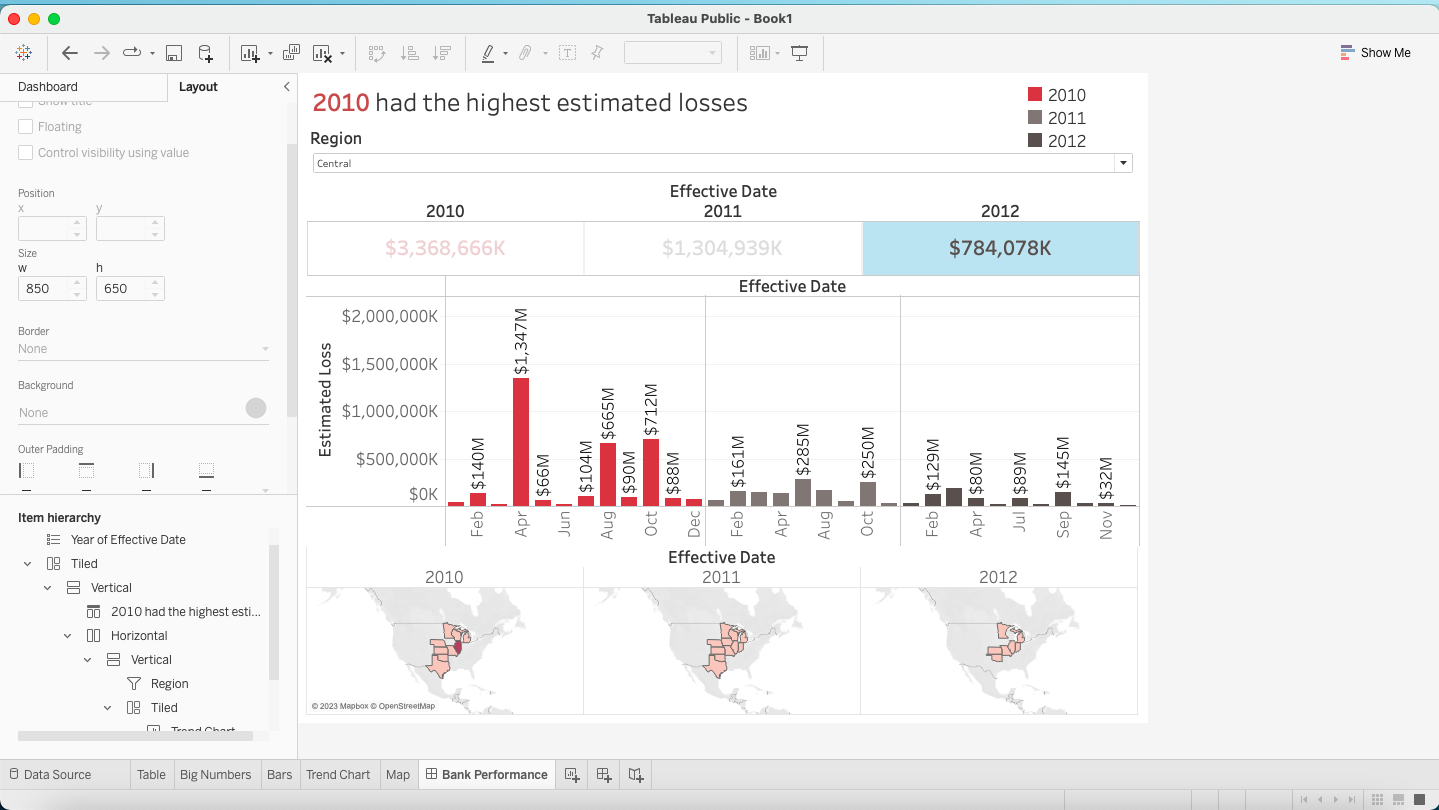 Tableau Public - Book1
Show Me
Dashboard
Layout
Show title
Floating
Control visibility using value
Position
x
y
Size
w
h
850
650
Border
None
Background
None
Outer Padding
Item hierarchy
Year of Effective Date
Tiled
Vertical
2010 had the highest esti...
Horizontal
Vertical
Region
Tiled
Trend Chart
2010 had the highest estimated losses
2010
2011
2012
Region
Central
Effective Date
2010
2011
2012
$3,368,666K
$1,304,939K
$784,078K
Effective Date
Estimated Loss
$2,000,000K
$1,500,000K
$1,000,000K
$500,000K
$0K
$140M
$1,347M
$66M
$104M
$665M
$90M
$712M
$88M
$161M
$285M
$250M
$129M
$80M
$89M
$145M
$32M
Feb
Apr
Jun
Aug
Oct
Dec
Feb
Apr
Aug
Oct
Feb
Apr
Jul
Sep
Nov
Effective Date
2010
2011
2012
© 2023 Mapbox © OpenStreetMap
Data Source
Table
Big Numbers
Bars
Trend Chart
Map
Bank Performance